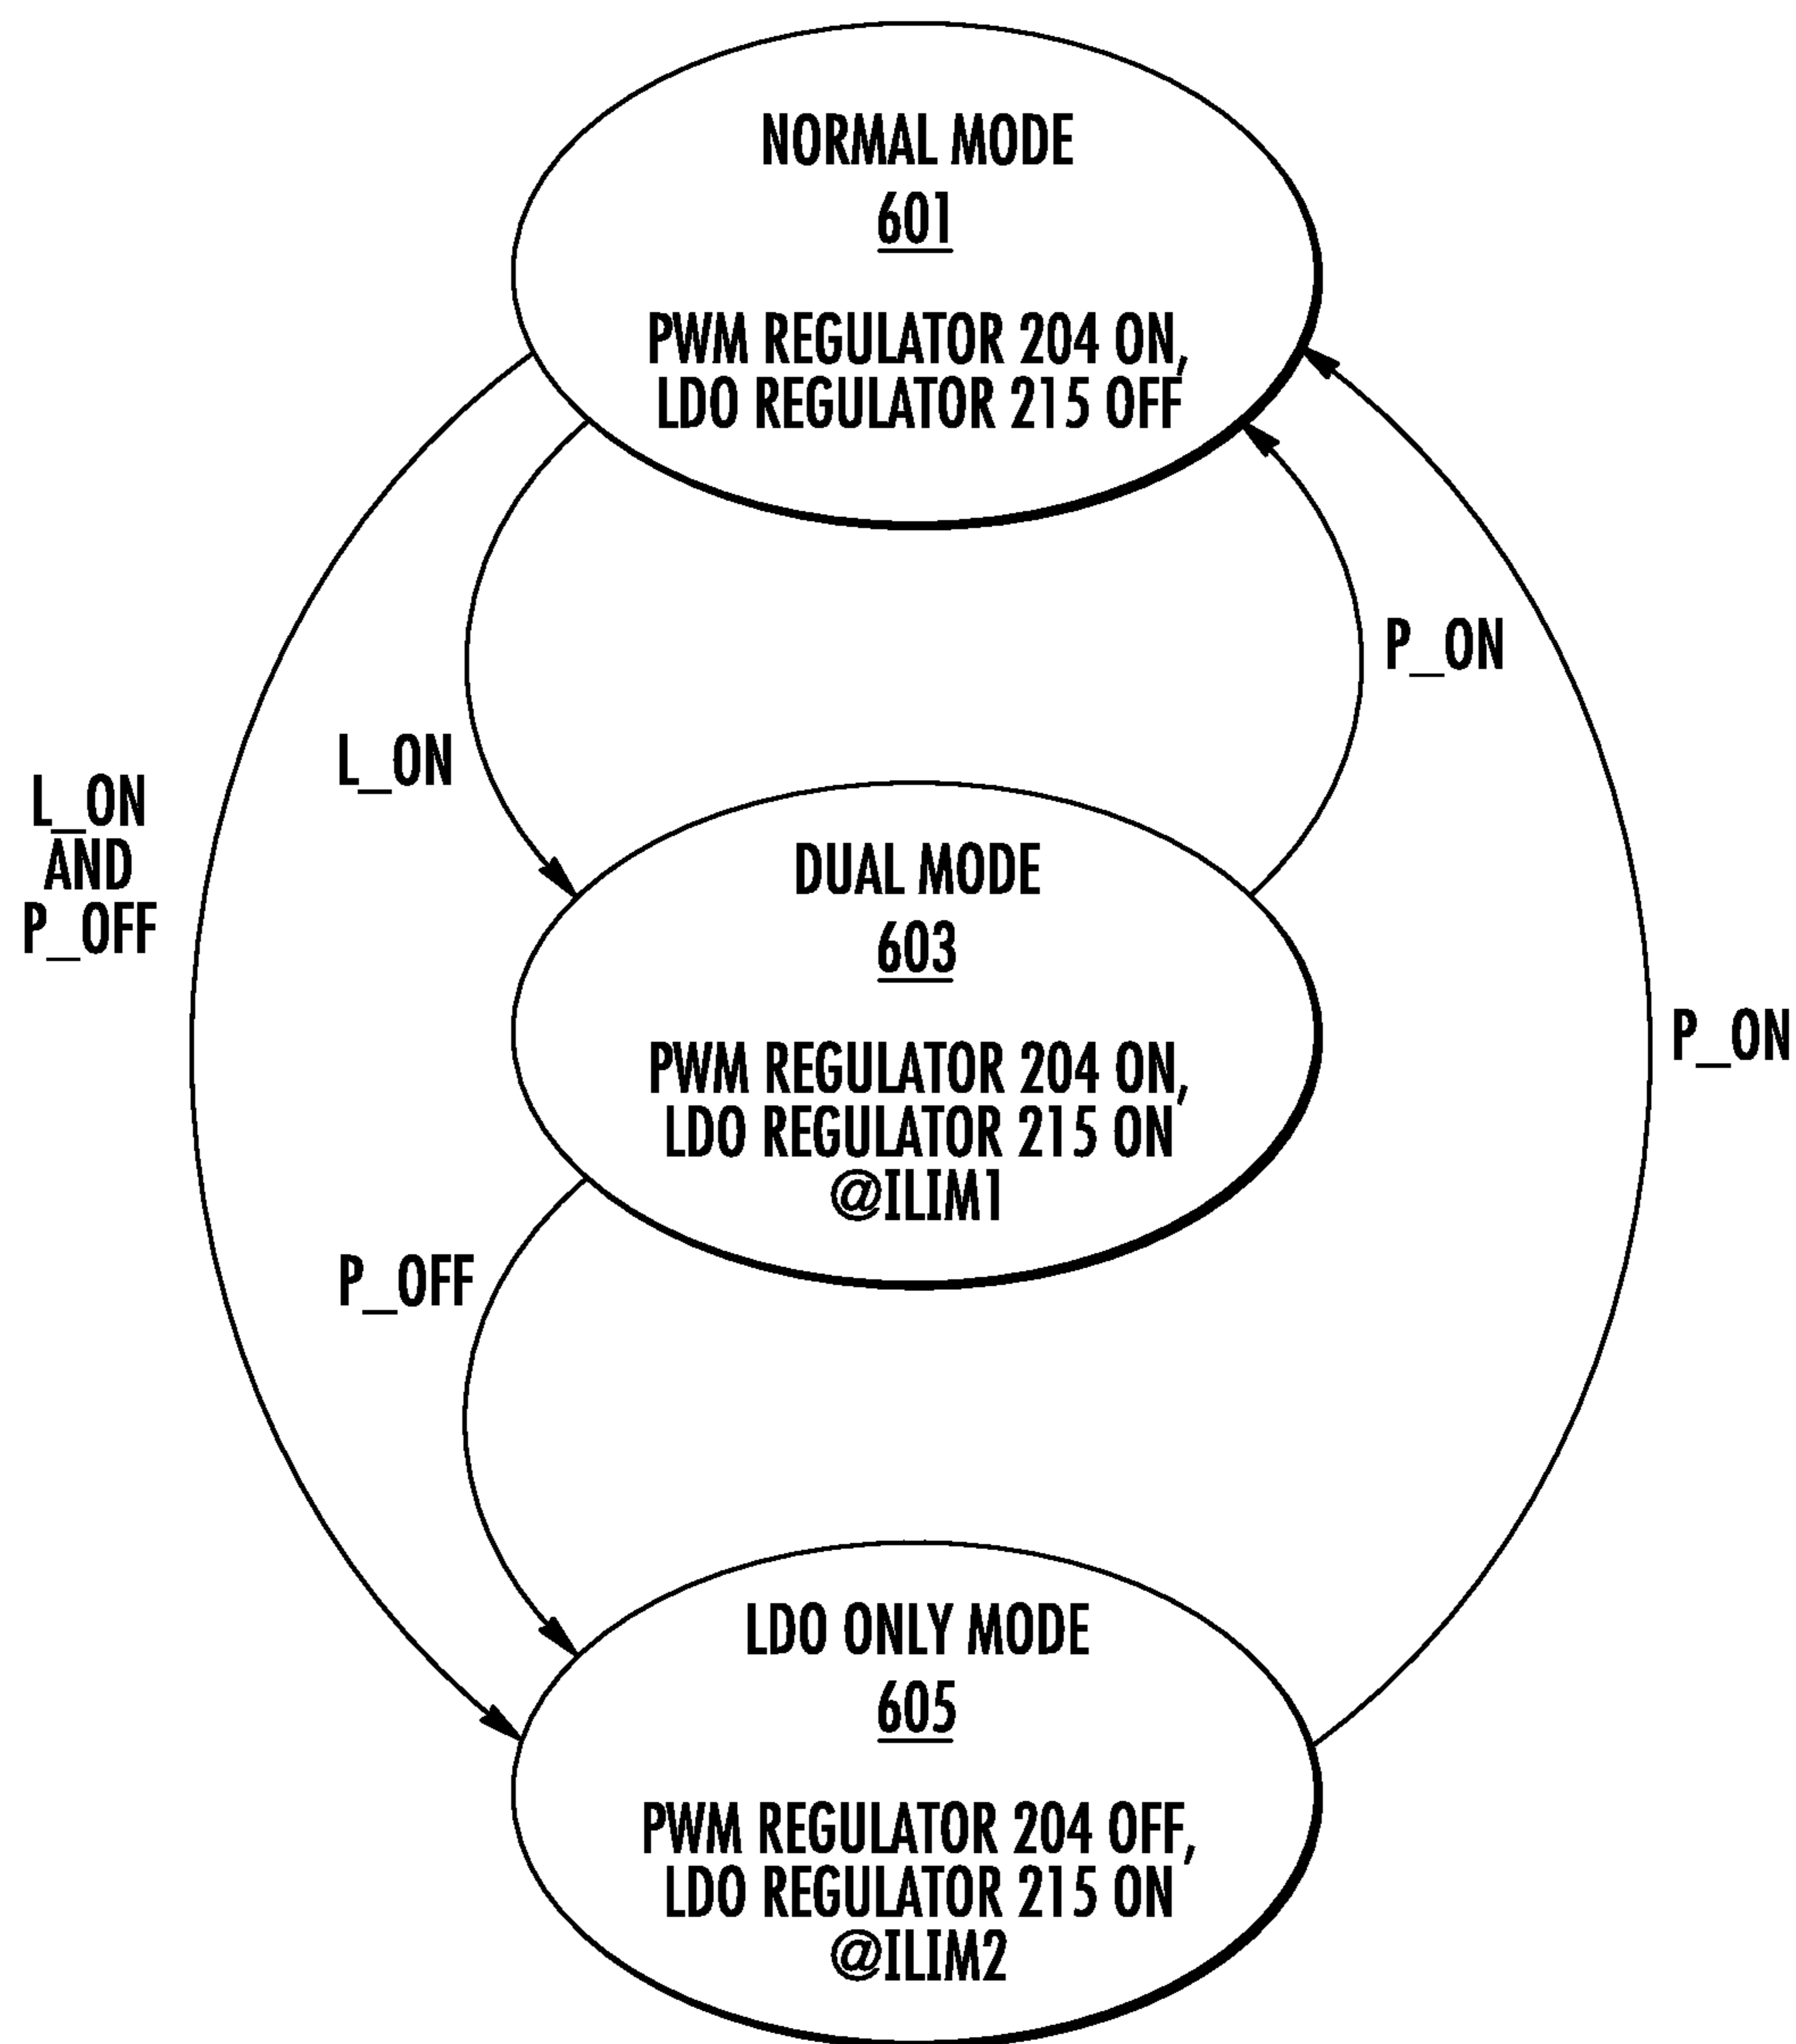 NORMAL MODE
601
PWM REGULATOR 204 ON,
LDO REGULATOR 215 OFF
P_ON
L_ON
L_ON
AND
P_OFF
DUAL MODE
603
PWM REGULATOR 204 ON,
LDO REGULATOR 215 ON
@ILIM1
P_ON
P_OFF
LDO ONLY MODE
605
PWM REGULATOR 204 OFF,
LDO REGULATOR 215 ON
@ILIM2